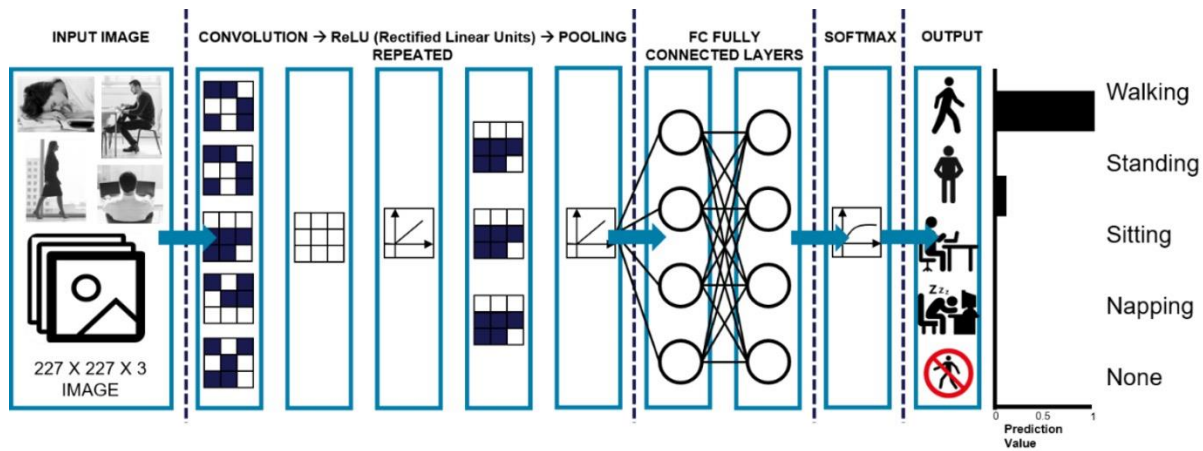 INPUT IMAGE
CONVOLUTION → ReLU (Rectified Linear Units) → POOLING
REPEATED
FC FULLY
CONNECTED LAYERS
SOFTMAX
OUTPUT
227 X 227 X 3
IMAGE
Z Z Z
Walking
Standing
Sitting
Napping
None
0 0.5 1
Prediction
Value